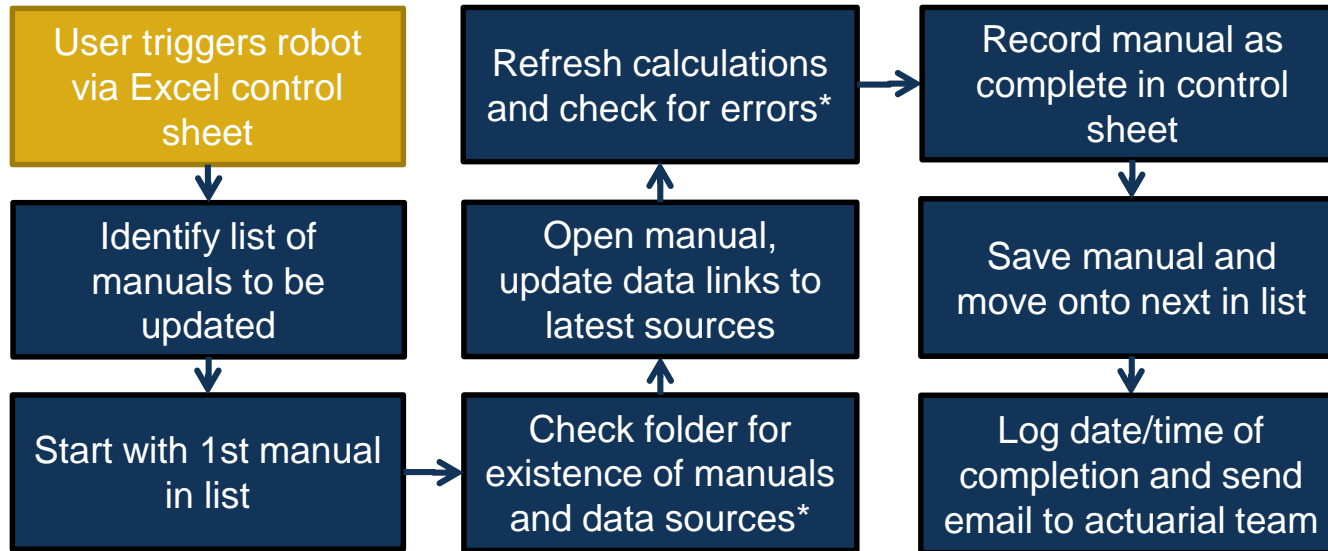 User triggers robot
via Excel control
sheet
Identify list of
manuals to be
updated
Start with 1st manual
in list
Check folder for
existence of manuals
and data sources*
Open manual,
update data links to
latest sources
Refresh calculations
and check for errors*
Record manual as
complete in control
sheet
Save manual and
move onto next in list
Log date/time of
completion and send
email to actuarial team